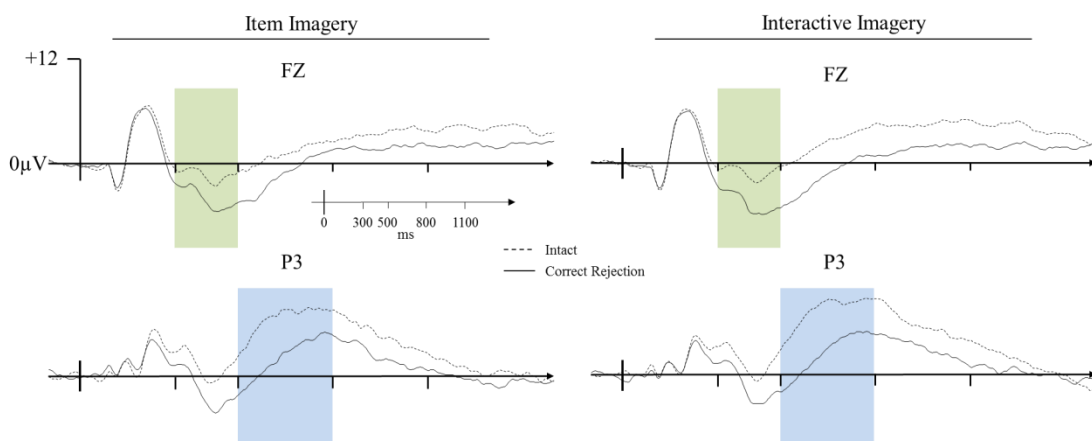 Item Imagery
Interactive Imagery
+12
FZ
FZ
0µV
0 300 500 800 1100
ms
Intact
Correct Rejection
P3
P3